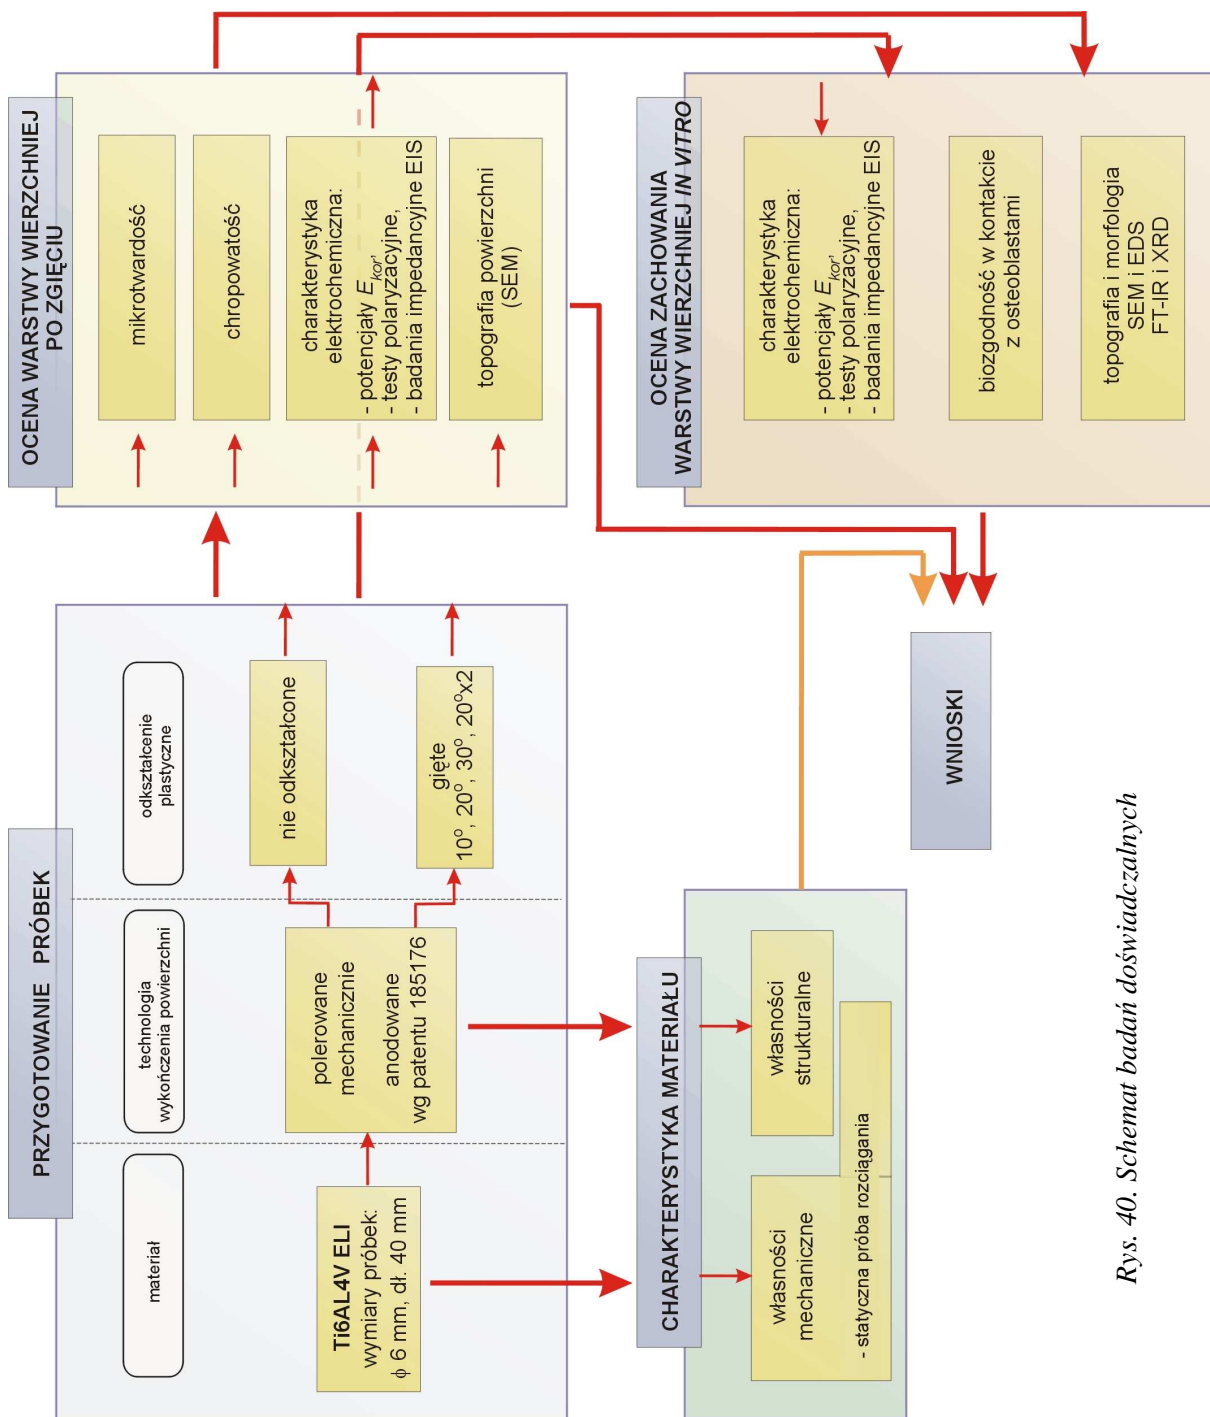 PRZYGOTOWANIE PRÓBEK
materiał
technologia
wykończenia powierzchni
odkształcenie
plastyczne
Ti6AL4V ELI
wymiary próbek:
ϕ 6 mm, dł. 40 mm
polerowane
mechanicznie
anodowane
wg patentu 185176
nie odkształcone
gięte
10°, 20°, 30°, 20°x2
OCENA WARSTWY WIERZCHNIEJ
PO ZGIĘCIU
mikrotwardość
chropowatość
charakterystyka
elektrochemiczna:
- potencjały E_kor,
- testy polaryzacyjne,
- badania impedancyjne EIS
topografia powierzchni
(SEM)
CHARAKTERYSTYKA MATERIAŁU
własności
mechaniczne
- statyczna próba rozciągania
własności
strukturalne
WNIOSKI
OCENA ZACHOWANIA
WARSTWY WIERZCHNIEJ IN VITRO
charakterystyka
elektrochemiczna:
- potencjały E_kor,
- testy polaryzacyjne,
- badania impedancyjne EIS
biozgodność w kontakcie
z osteoblastami
topografia i morfologia
SEM i EDS
FT-IR i XRD
Rys. 40. Schemat badań doświadczalnych